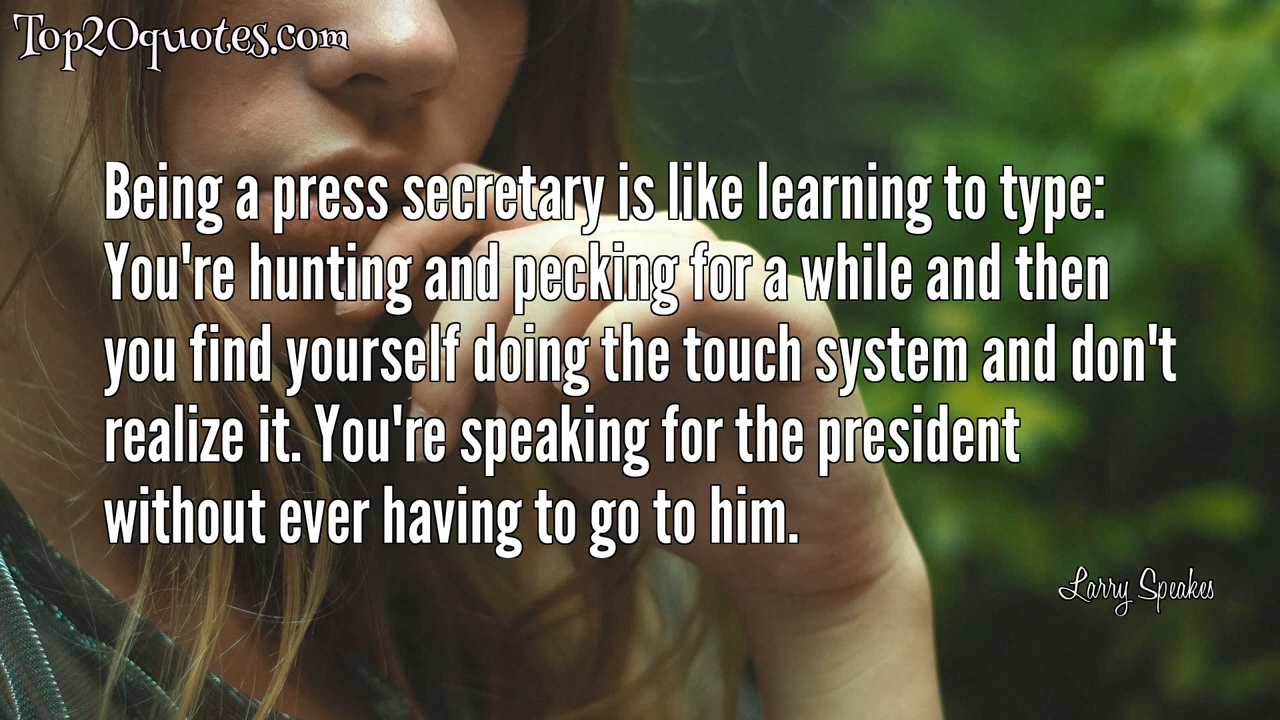 Top20quotes.com
Being a press secretary is like learning to type:
You're hunting and pecking for a while and then
you find yourself doing the touch system and don't
realize it. You're speaking for the president
without ever having to go to him.
Larry Speakes